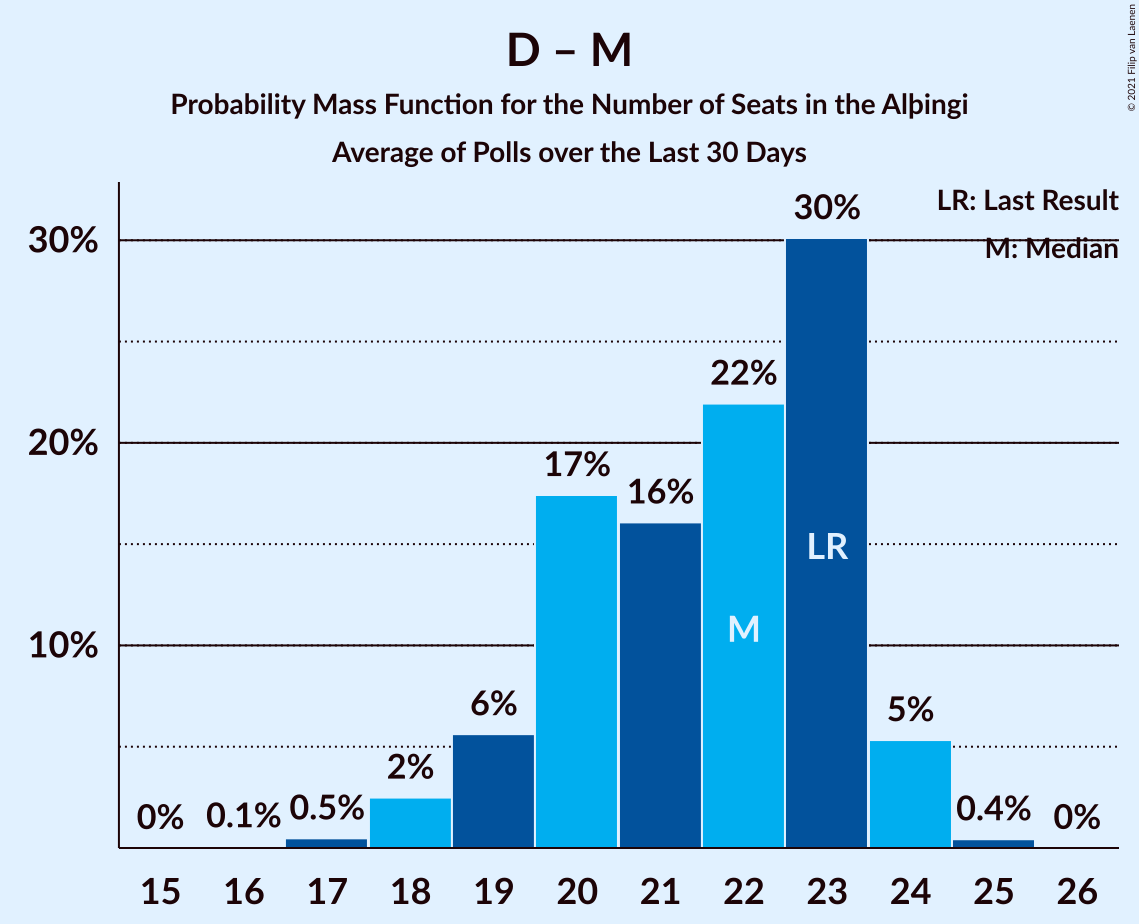 D – M
Probability Mass Function for the Number of Seats in the Alþingi
Average of Polls over the Last 30 Days
© 2021 Filip van Laenen
LR: Last Result
M: Median
30%
20%
10%
0%
0.1%
0.5%
2%
6%
17%
16%
22%
30%
5%
0.4%
0%
LR
M
15 16 17 18 19 20 21 22 23 24 25 26